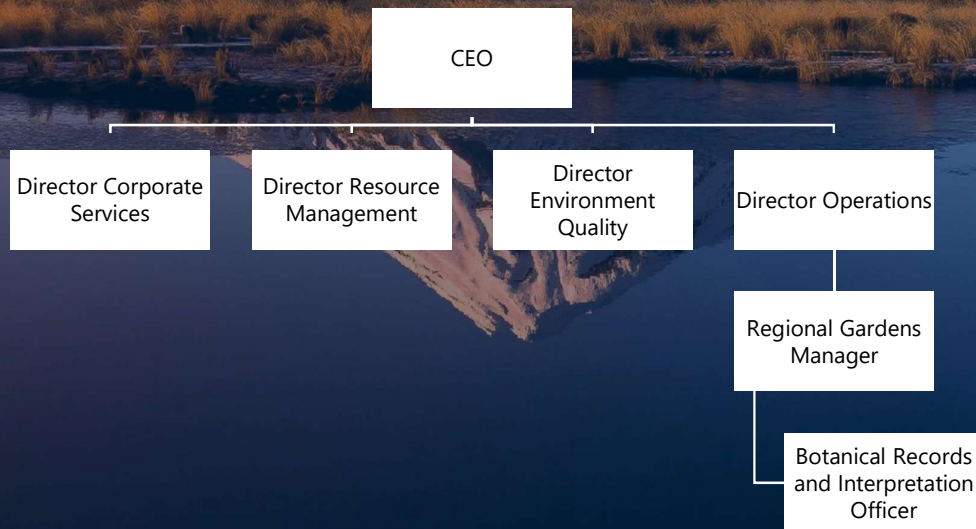 CEO
Director Corporate
Services
Director Resource
Management
Director
Environment
Quality
Director Operations
Regional Gardens
Manager
Botanical Records
and Interpretation
Officer